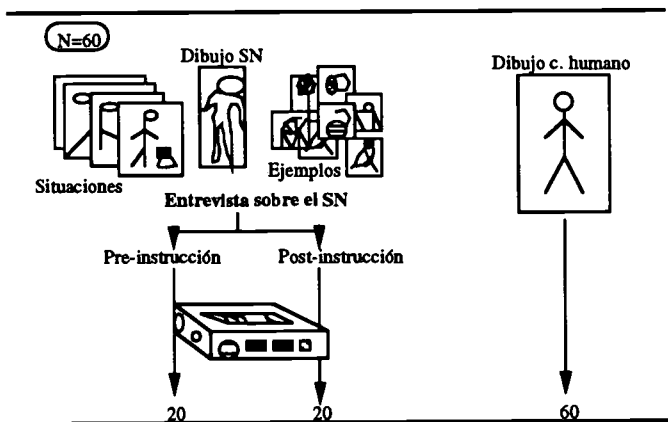 N=60
Dibujo SN
Dibujo c. humano
Situaciones
Ejemplos
Entrevista sobre el SN
Pre-instrucción
Post-instrucción
20
20
60